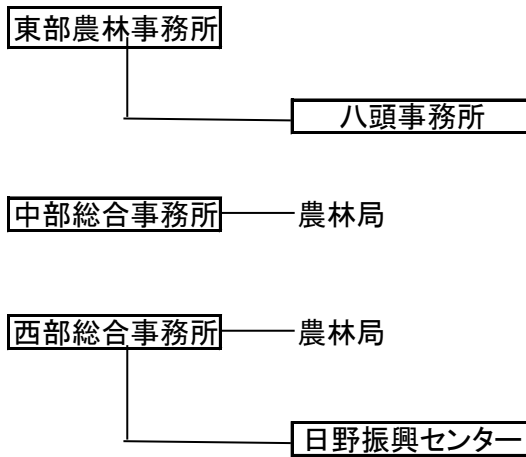 東部農林事務所
八頭事務所
中部総合事務所 農林局
西部総合事務所 農林局
日野振興センター